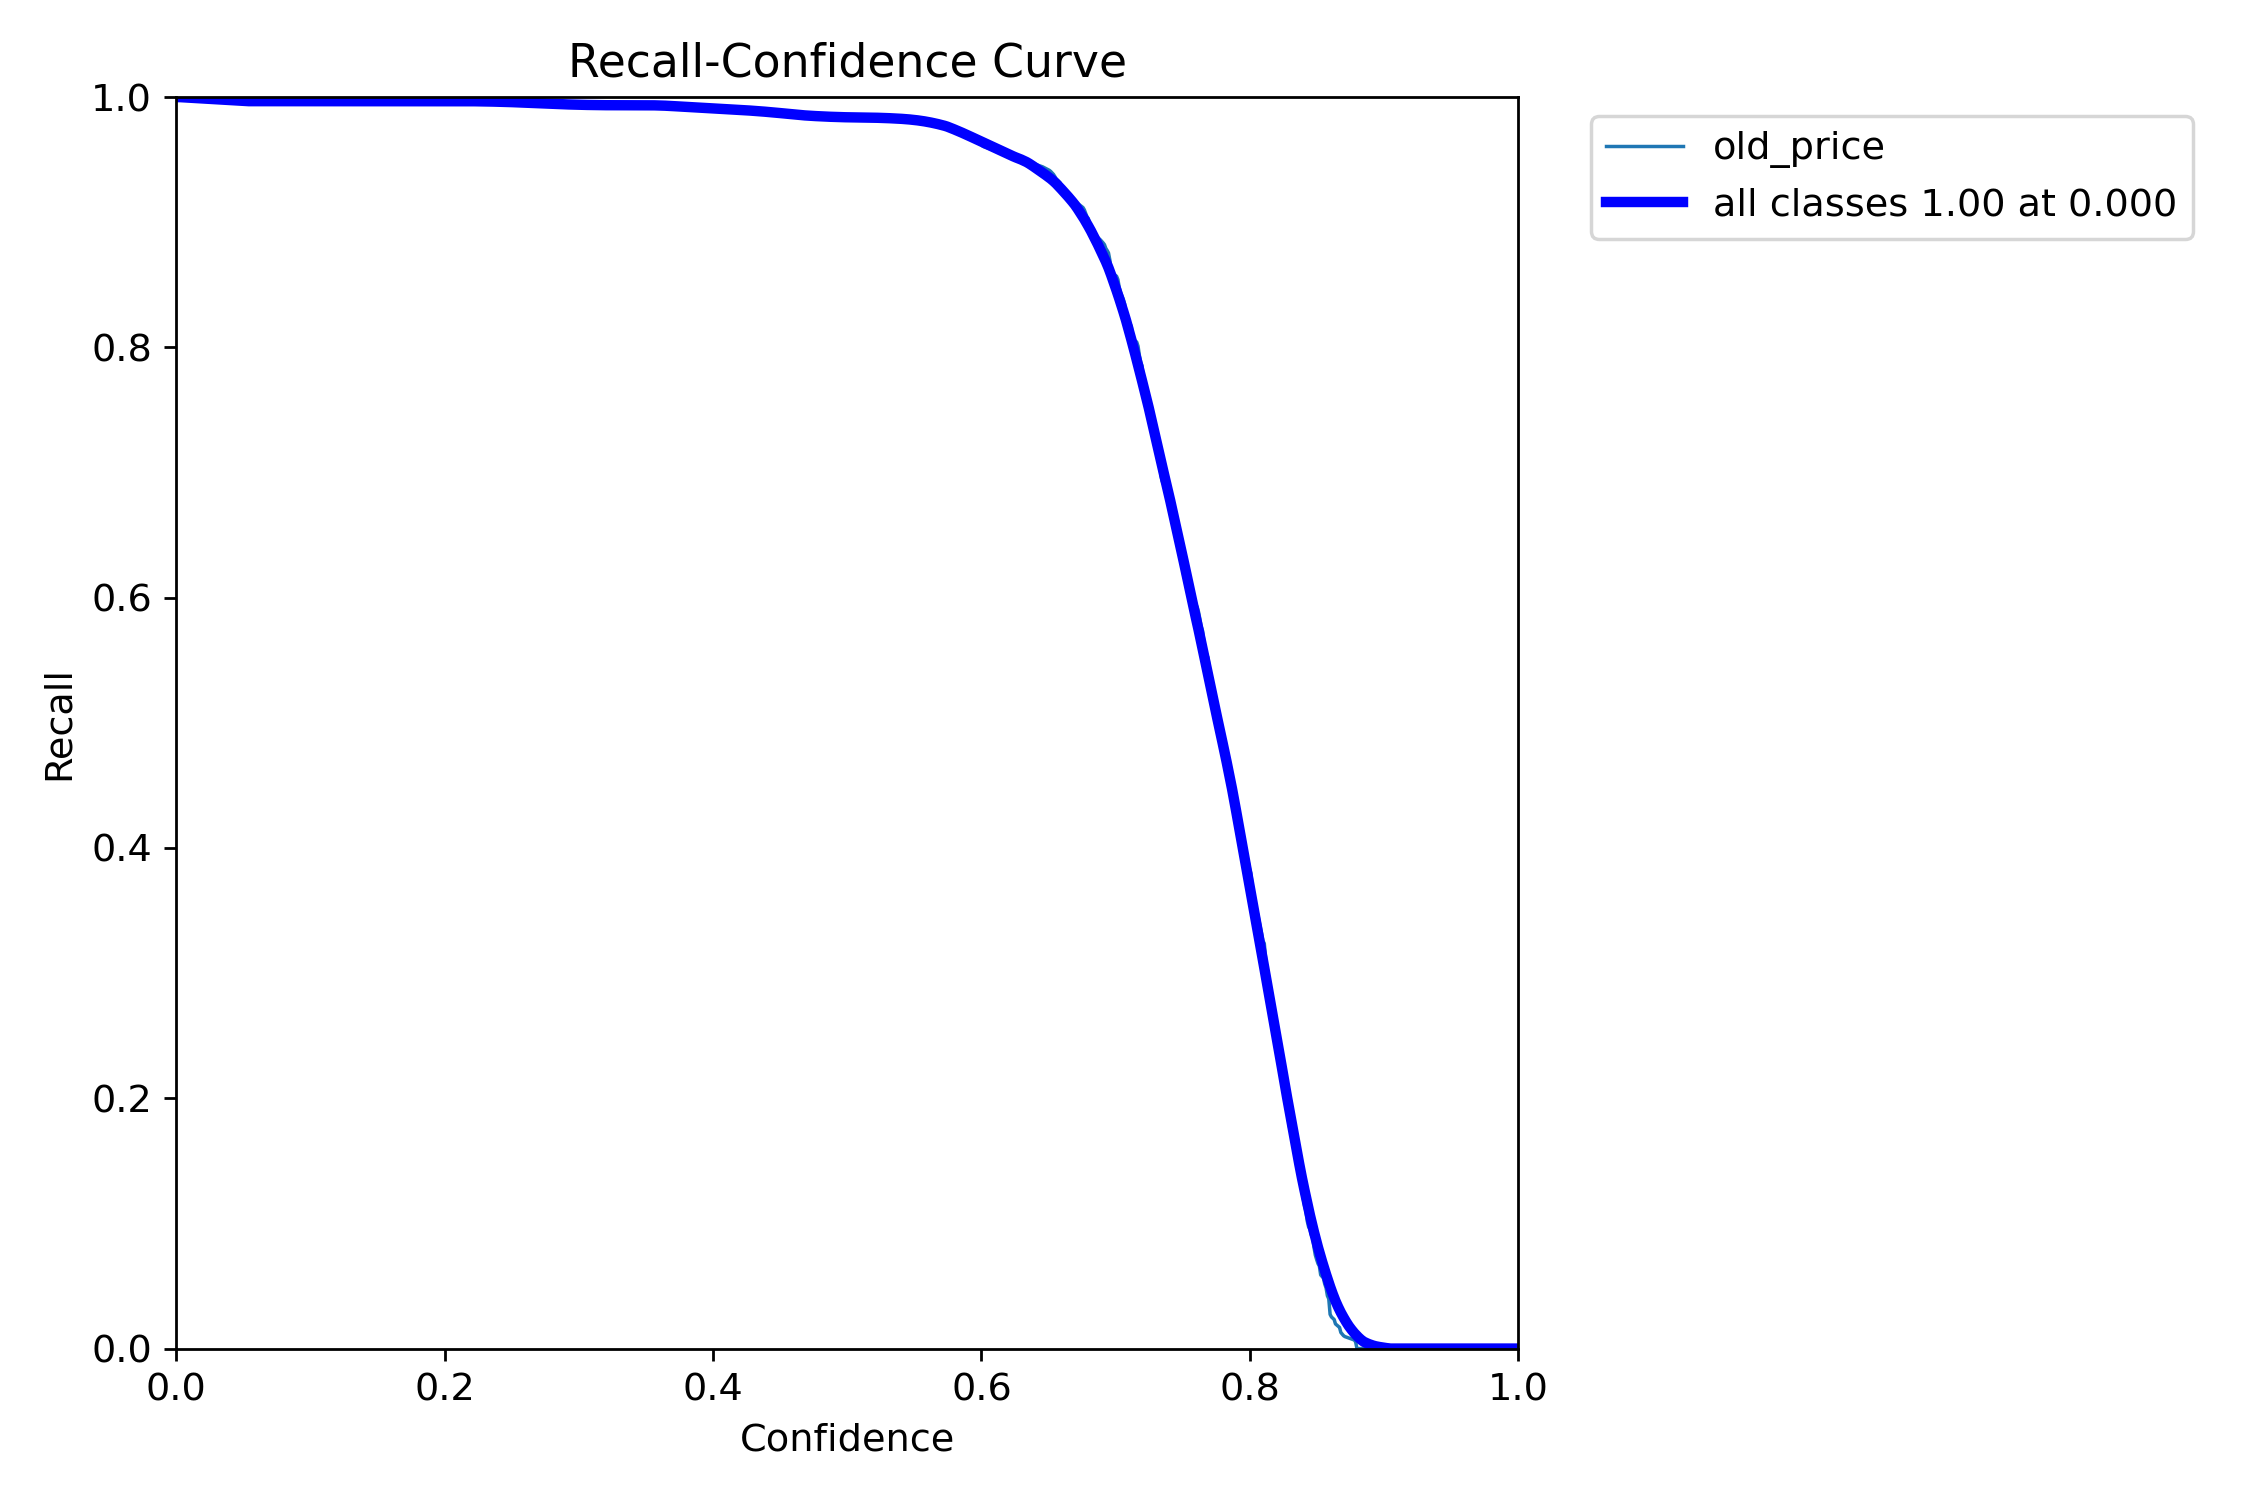 Recall-Confidence Curve
1.0
0.8
0.6
0.4
0.2
0.0
Recall
0.0 0.2 0.4 0.6 0.8 1.0
Confidence
old_price
all classes 1.00 at 0.000